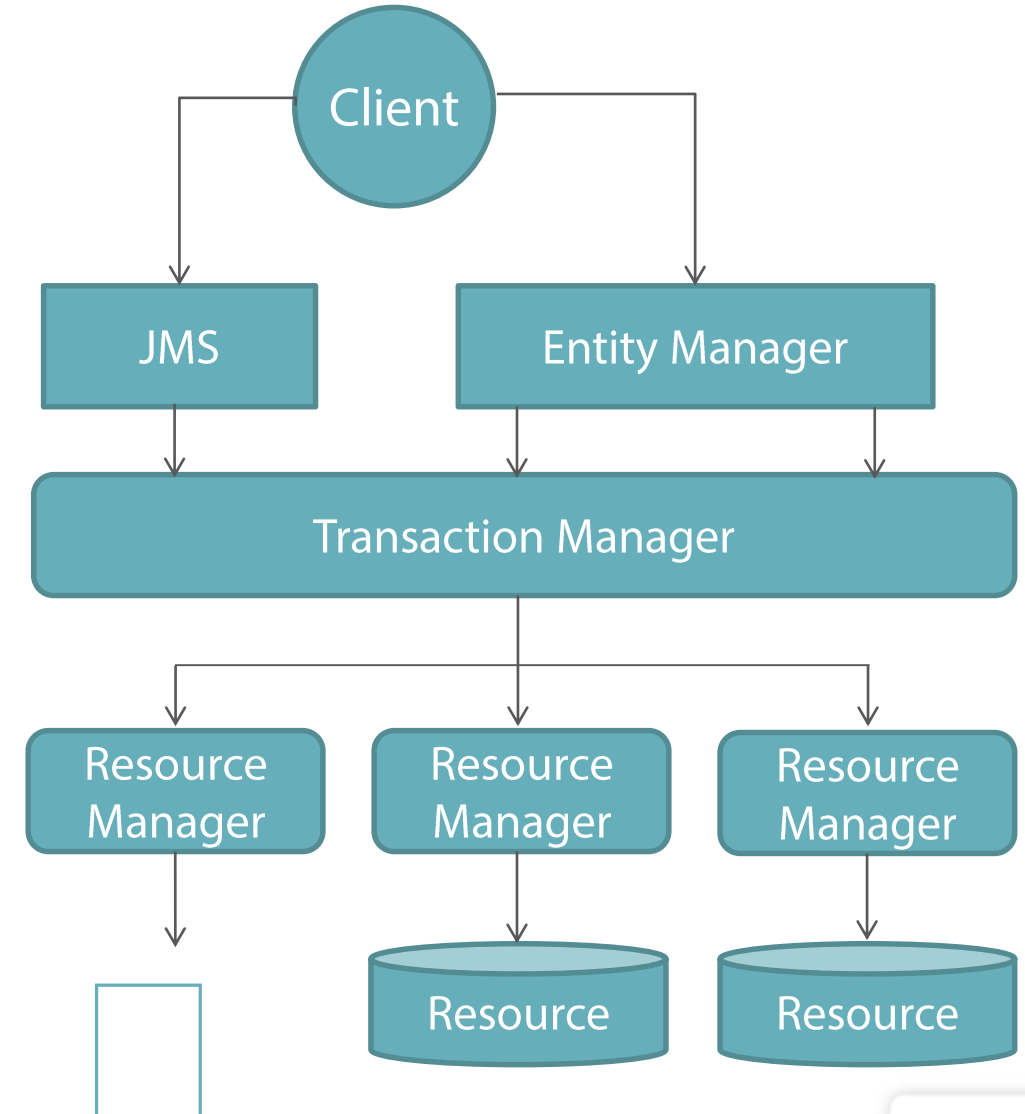 Client
JMS
Entity Manager
Transaction Manager
Resource
Manager
Resource
Manager
Resource
Manager
Resource
Resource